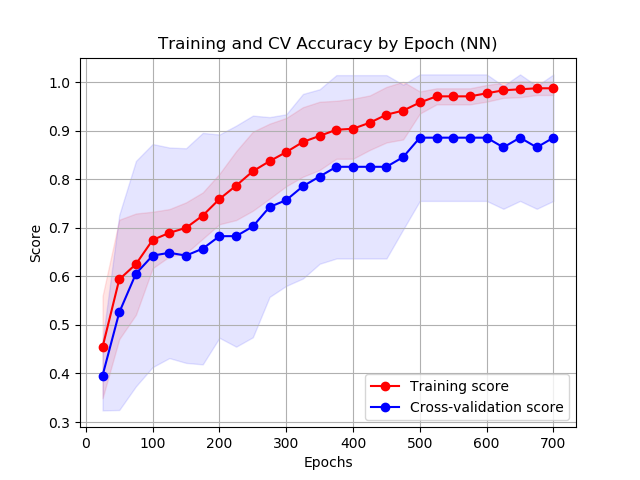 Training and CV Accuracy by Epoch (NN)
1.0
0.9
0.8
0.7
0.6
0.5
0.4
0.3
Score
Training score
Cross-validation score
0 100 200 300 400 500 600 700
Epochs